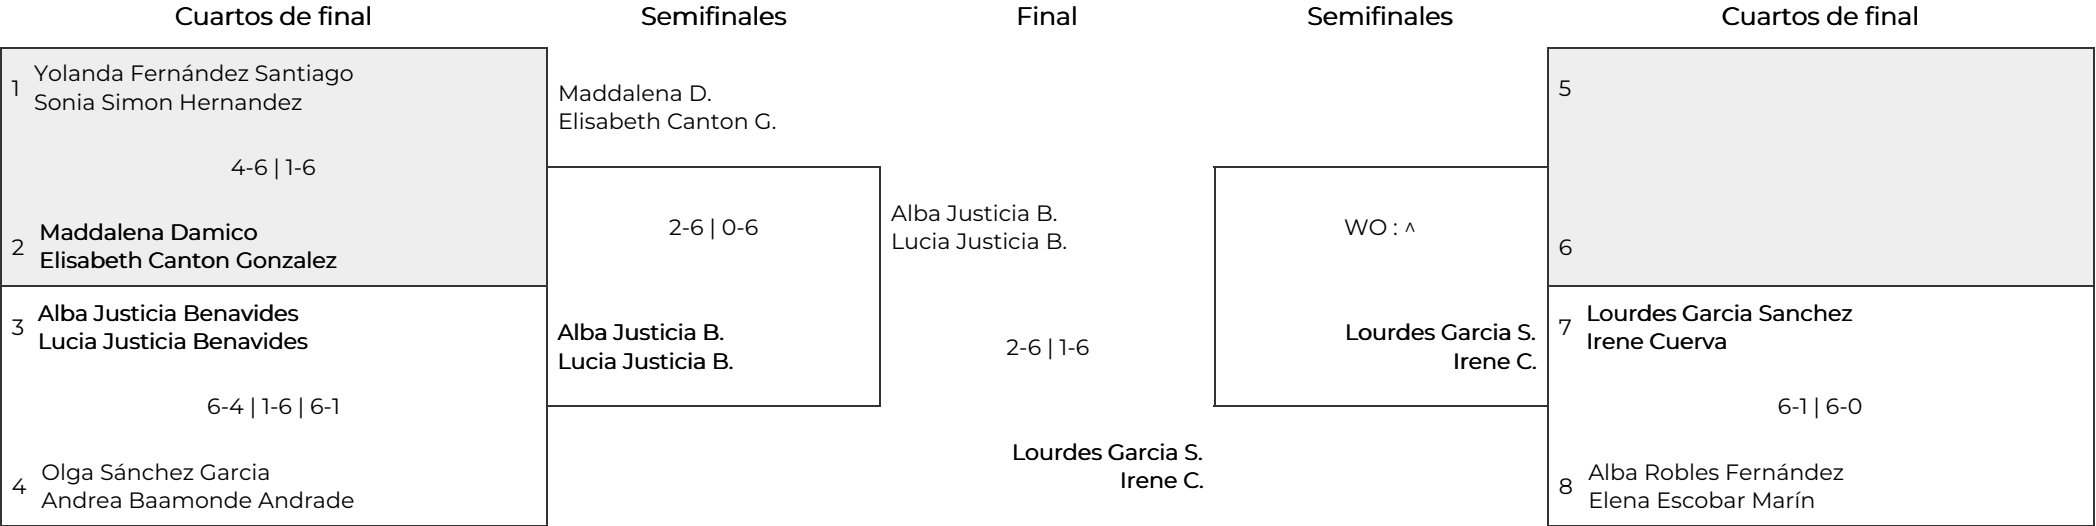 Cuartos de final
Semifinales
Final
Semifinales
Cuartos de final
1
Yolanda Fernández Santiago
Sonia Simon Hernandez
4-6 | 1-6
2
Maddalena Damico
Elisabeth Canton Gonzalez
3
Alba Justicia Benavides
Lucia Justicia Benavides
6-4 | 1-6 | 6-1
4
Olga Sánchez Garcia
Andrea Baamonde Andrade
Maddalena D.
Elisabeth Canton G.
2-6 | 0-6
Alba Justicia B.
Lucia Justicia B.
Alba Justicia B.
Lucia Justicia B.
2-6 | 1-6
Lourdes Garcia S.
Irene C.
WO : ^
Lourdes Garcia S.
Irene C.
5
6
7
Lourdes Garcia Sanchez
Irene Cuerva
6-1 | 6-0
8
Alba Robles Fernández
Elena Escobar Marín